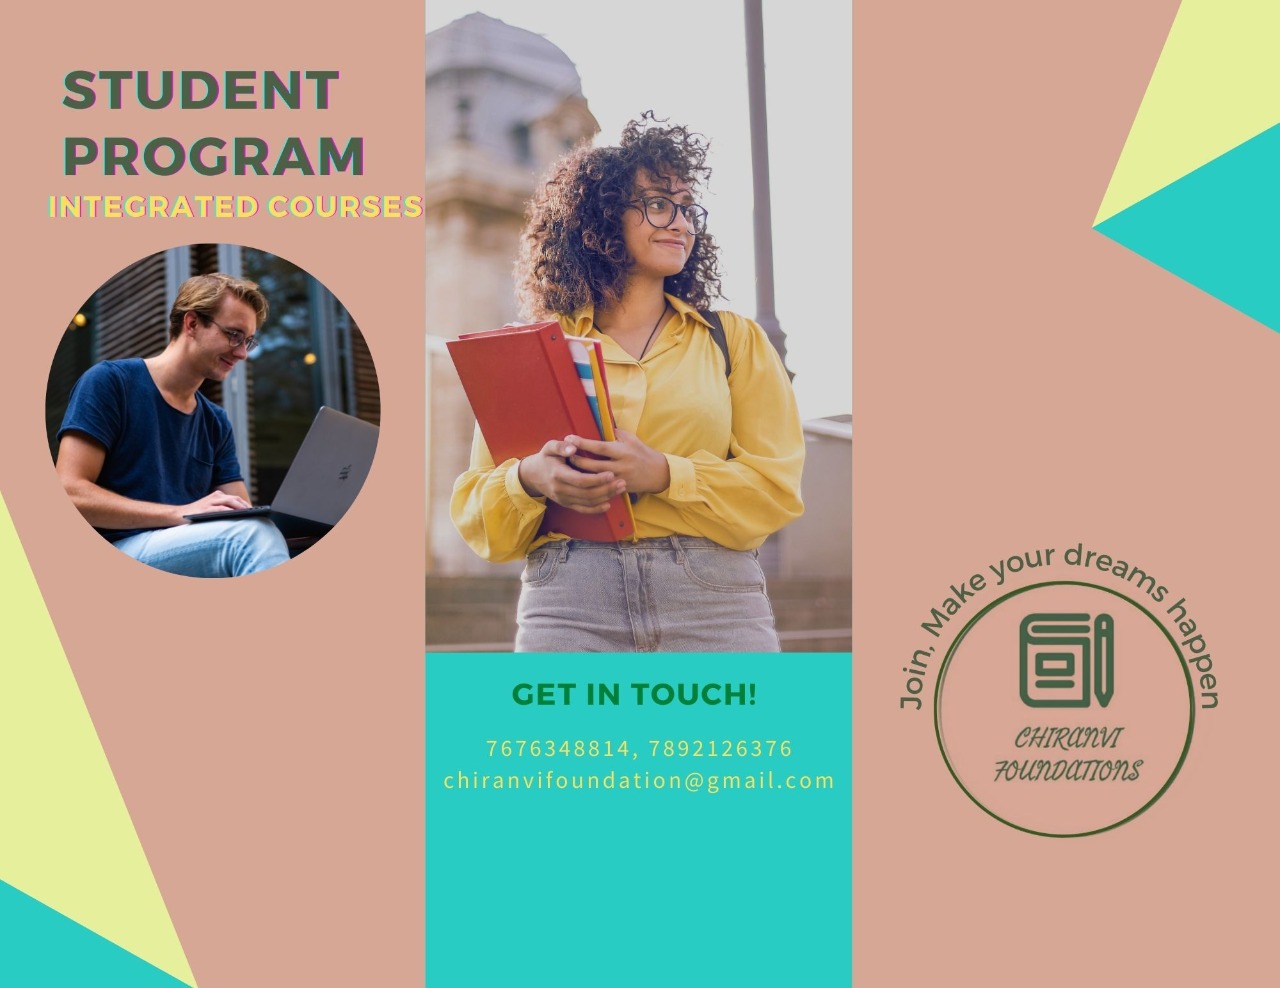 STUDENT
PROGRAM
INTEGRATED COURSES
GET IN TOUCH!
7676348814, 7892126376
chiranvifoundation@gmail.com
Join, Make your dreams happen
CHIRANVI
FOUNDATIONS